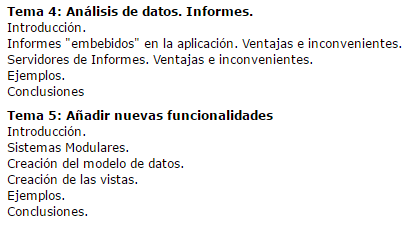 Tema 4: Análisis de datos. Informes.
Introducción.
Informes "embebidos" en la aplicación. Ventajas e inconvenientes.
Servidores de Informes. Ventajas e inconvenientes.
Ejemplos.
Conclusiones
Tema 5: Añadir nuevas funcionalidades
Introducción.
Sistemas Modulares.
Creación del modelo de datos.
Creación de las vistas.
Ejemplos.
Conclusiones.